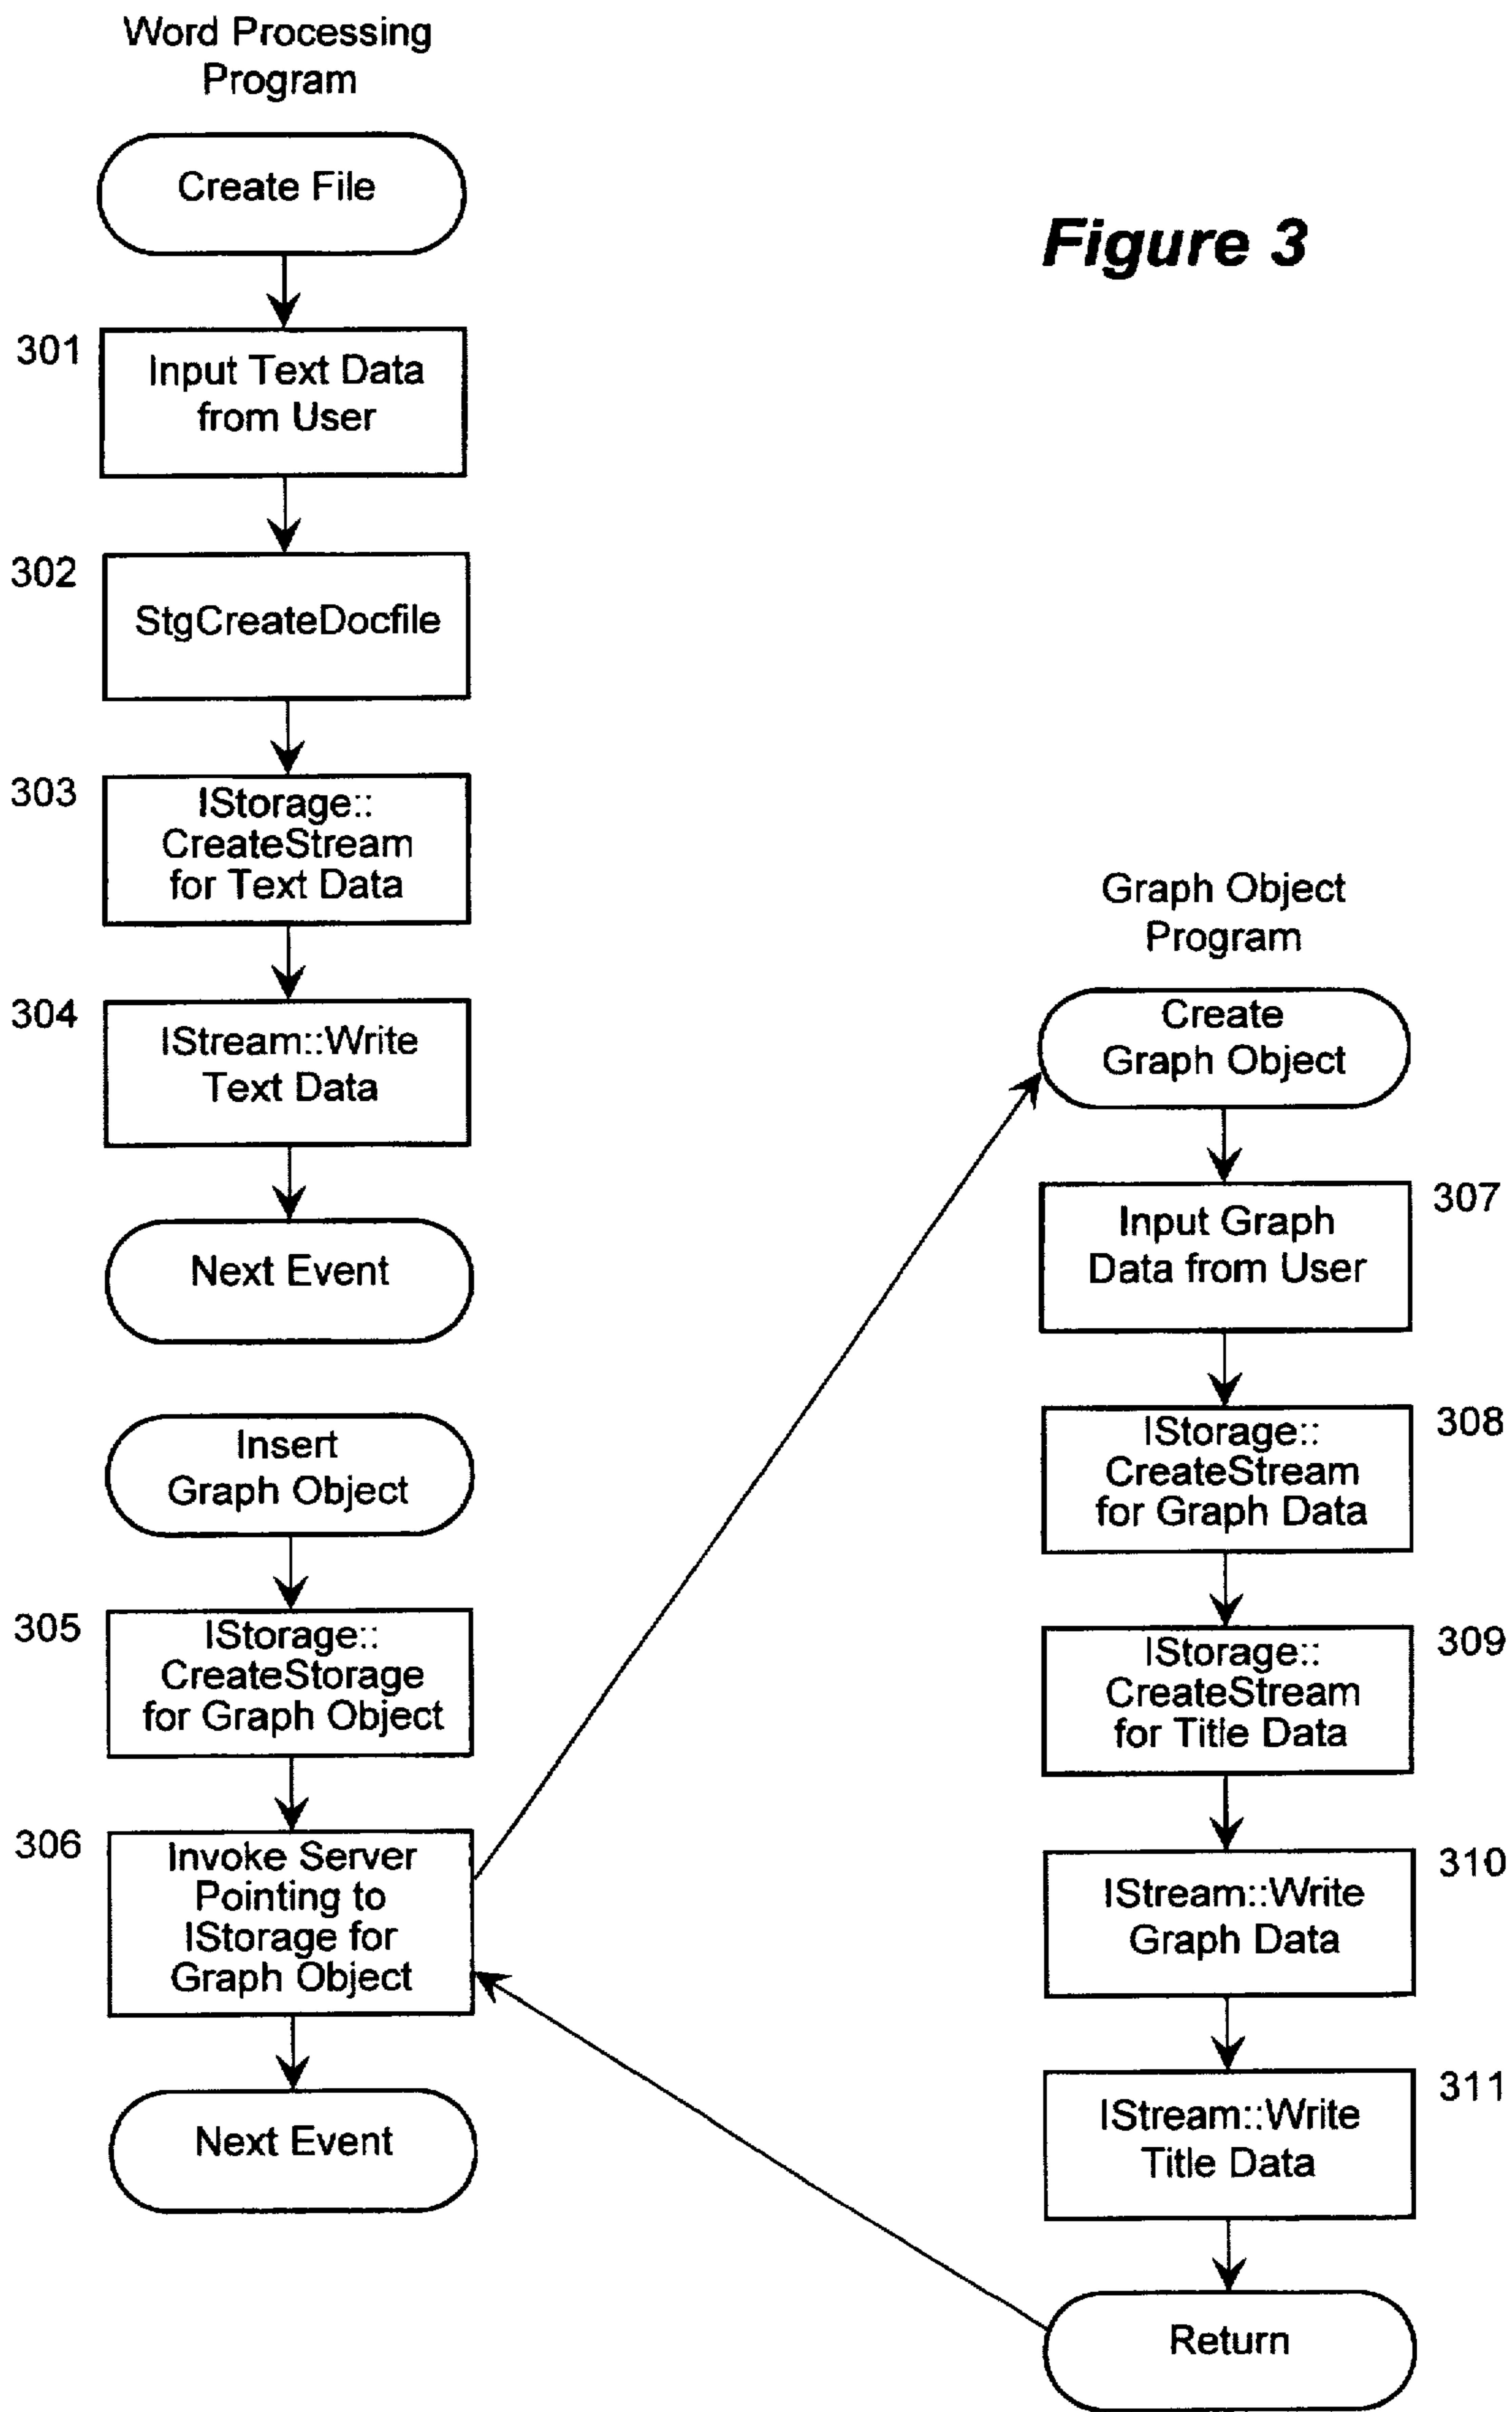 Word Processing
Program
Create File
Figure 3
301
Input Text Data
from User
302
StgCreateDocfile
303
IStorage::
CreateStream
for Text Data
304
IStream::Write
Text Data
Next Event
Insert
Graph Object
305
IStorage::
CreateStorage
for Graph Object
306
Invoke Server
Pointing to
IStorage for
Graph Object
Next Event
Graph Object
Program
Create
Graph Object
307
Input Graph
Data from User
308
IStorage::
CreateStream
for Graph Data
309
IStorage::
CreateStream
for Title Data
310
IStream::Write
Graph Data
311
IStream::Write
Title Data
Return